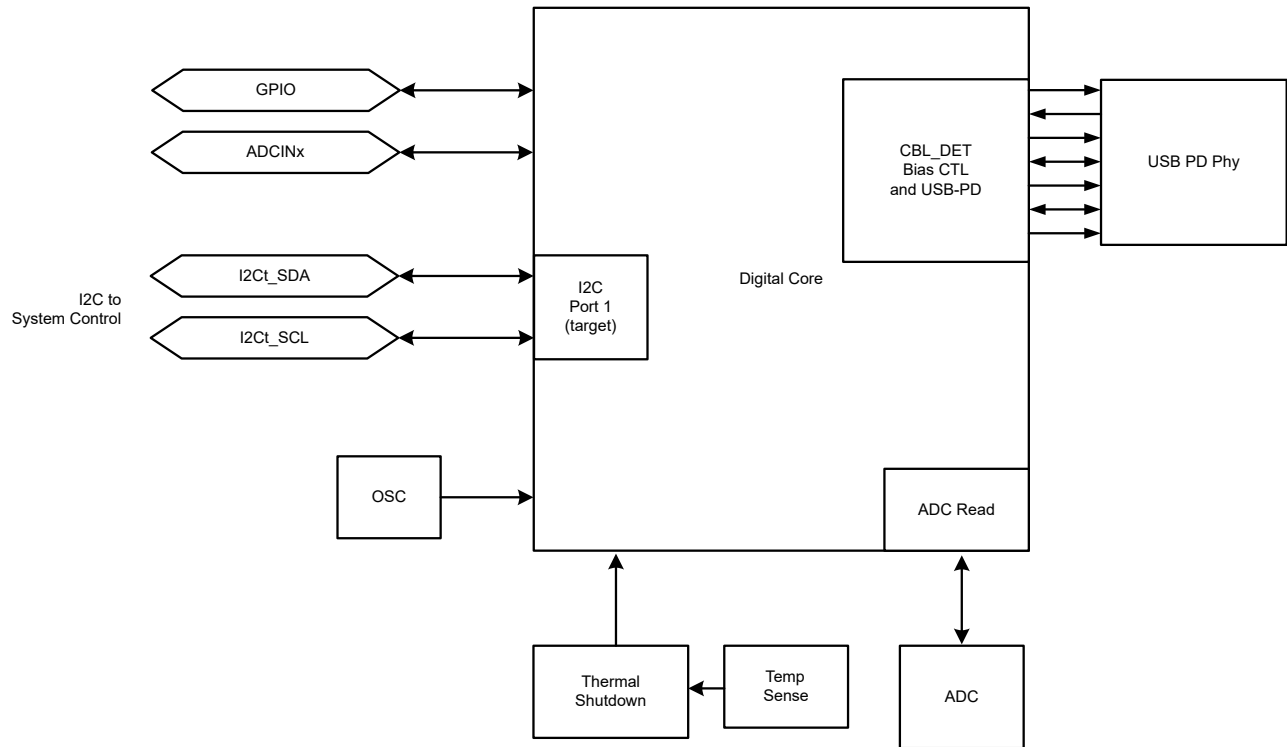 GPIO
ADCINx
CBL_DET
Bias CTL
and USB-PD
USB PD Phy
I2C to
System Control
I2Ct_SDA
I2Ct_SCL
I2C
Port 1
(target)
Digital Core
OSC
ADC Read
Thermal
Shutdown
Temp
Sense
ADC